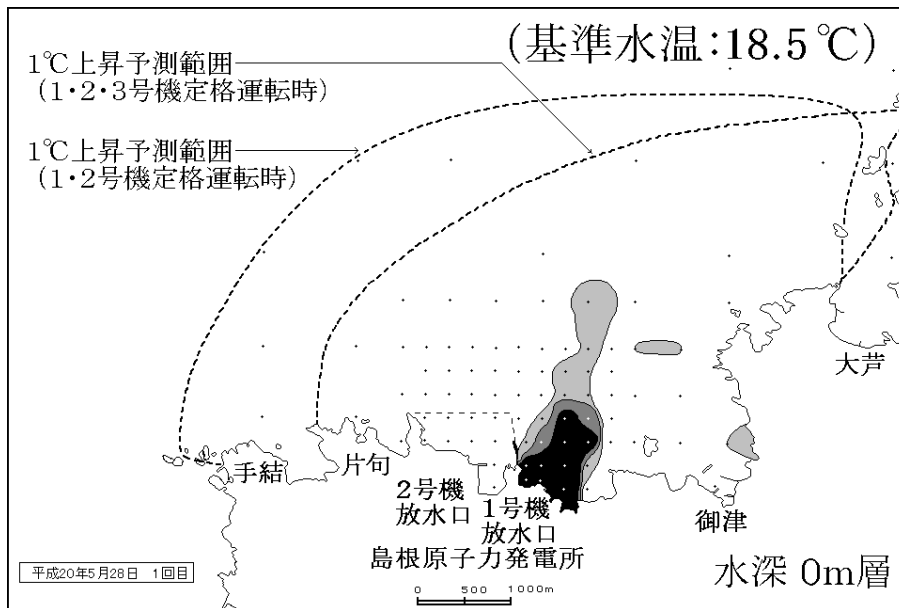 (基準水温:18.5℃)
1℃上昇予測範囲
(1・2・3号機定格運転時)
1℃上昇予測範囲
(1・2号機定格運転時)
大芦
手結
片句
2号機
放水口
1号機
放水口
御津
島根原子力発電所
平成20年5月28日 1回目
0 500 1000m
水深 0m層